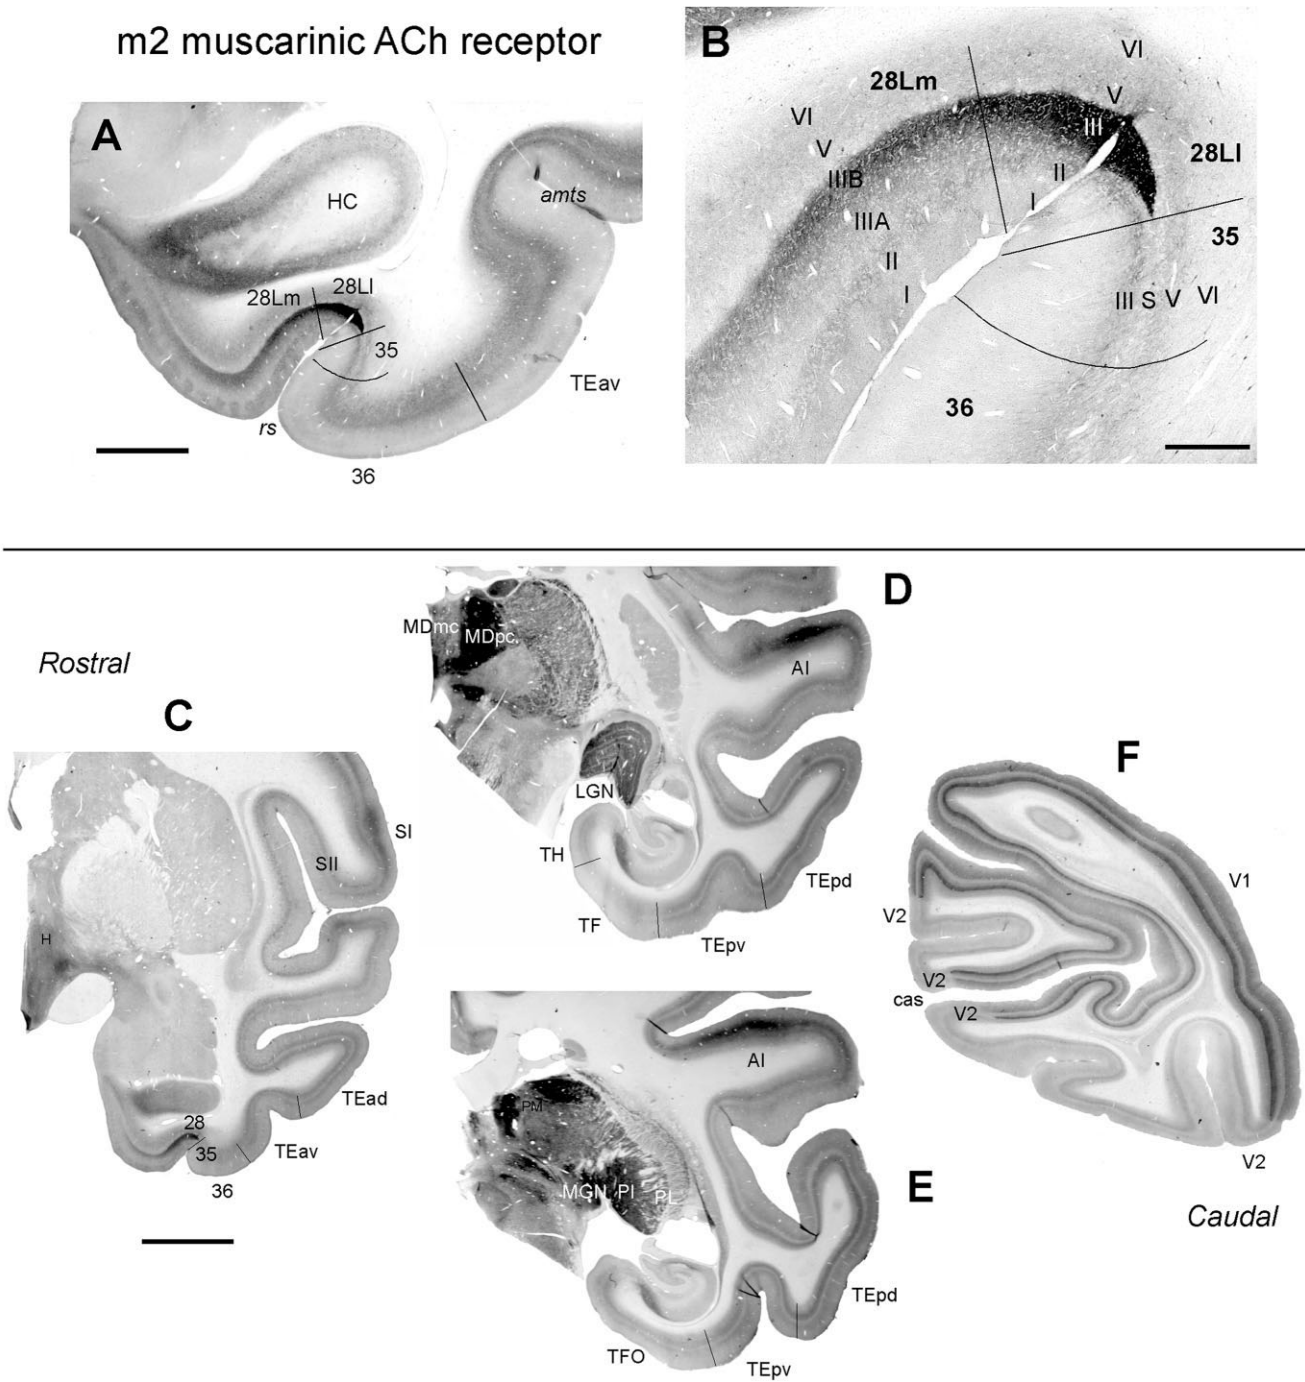 m2 muscarinic ACh receptor
A
HC
amts
28Lm
28Ll
35
TEav
rs
36
B
VI
28Lm
V
VI
III
V
28Ll
IIIB
II
I
IIIA
35
II
I
III S V VI
36
Rostral
C
SI
SII
H
28
35
36
TEav
TEad
D
MDmc
MDpc.
AI
LGN
TH
TF
TEpv
TEpd
E
AI
PM
MGN
PI
PL
TEpd
TFO
TEpv
F
V1
V2
V2
cas
V2
V2
Caudal